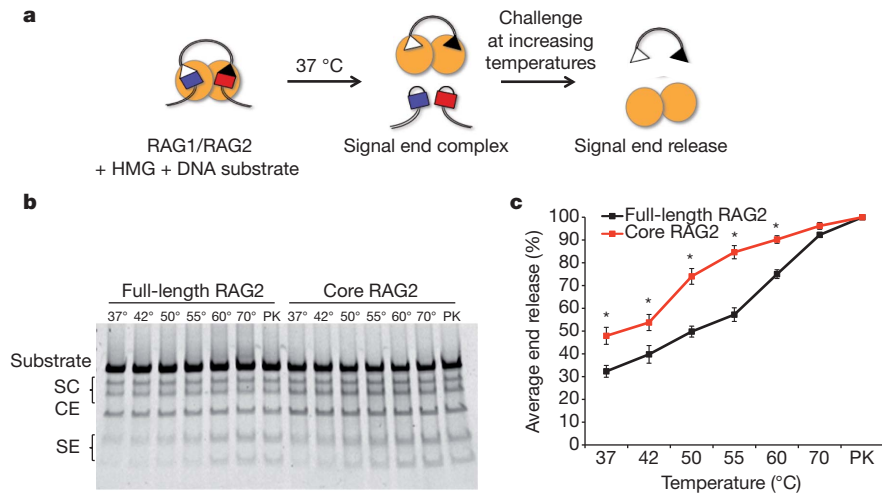 a
37 °C
Challenge
at increasing
temperatures
RAG1/RAG2
+ HMG + DNA substrate
Signal end complex
Signal end release
b
Full-length RAG2 Core RAG2
37° 42° 50° 55° 60° 70° PK 37° 42° 50° 55° 60° 70° PK
Substrate
SC
CE
SE
c
Full-length RAG2
Core RAG2
Average end release (%)
100
90
80
70
60
50
40
30
20
10
0
* * * * *
37 42 50 55 60 70 PK
Temperature (°C)